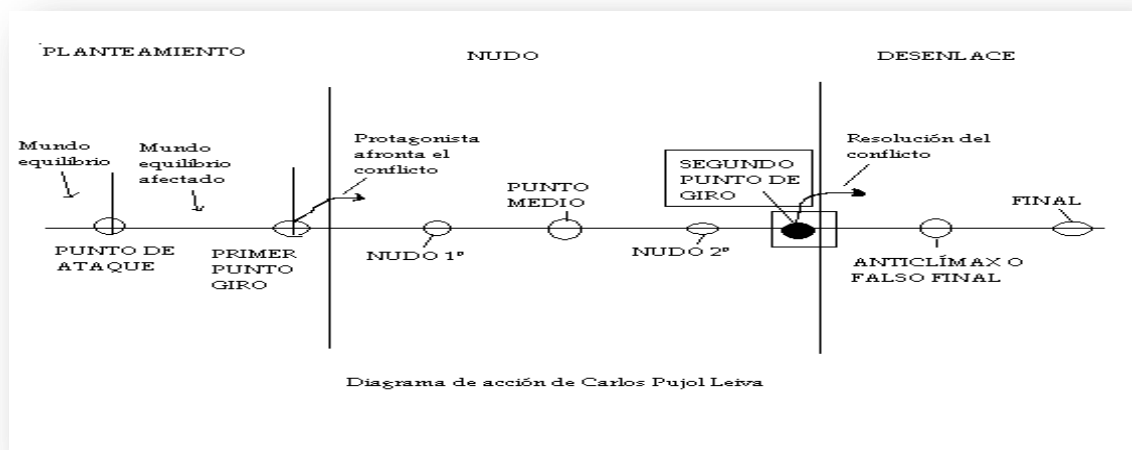 PLANTEAMIENTO
NUDO
DESENLACE
Mundo
equilibrio
Mundo
equilibrio
afectado
Protagonista
afronta el
conflicto
Resolución del
conflicto
SEGUNDO
PUNTO DE
GIRO
PUNTO
MEDIO
FINAL
PUNTO DE
ATAQUE
PRIMER
PUNTO
GIRO
NUDO 1º
NUDO 2º
ANTICLÍMAX O
FALSO FINAL
Diagrama de acción de Carlos Pujol Leiva